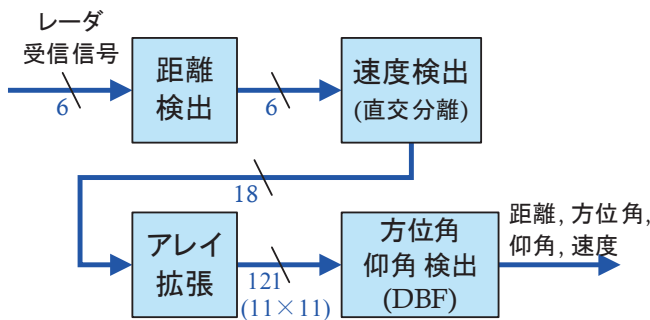 レーダ
受信信号
6
距離
検出
6
速度検出
(直交分離)
18
アレイ
拡張
121
(11×11)
方位角
仰角 検出
(DBF)
距離, 方位角,
仰角, 速度